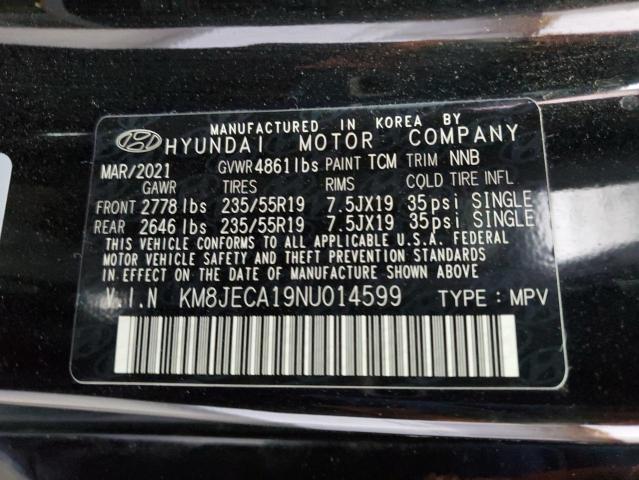 MANUFACTURED IN KOREA BY
HYUNDAI MOTOR COMPANY
MAR/2021 GVWR 4861lbs PAINT TCM TRIM NNB
GAWR TIRES RIMS COLD TIRE INFL
FRONT 2778 lbs 235/55R19 7.5JX19 35psi SINGLE
REAR 2646 lbs 235/55R19 7.5JX19 35psi SINGLE
THIS VEHICLE CONFORMS TO ALL APPLICABLE U.S.A. FEDERAL
MOTOR VEHICLE SAFETY AND THEFT PREVENTION STANDARDS
IN EFFECT ON THE DATE OF MANUFACTURE SHOWN ABOVE.
V.I.N KM8JECA19NU014599 TYPE : MPV